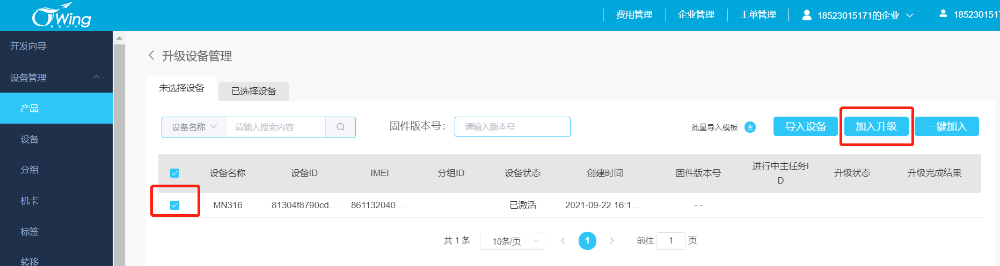 Wing
智联未来
费用管理
企业管理
工单管理
18523015171的企业
1852301517
开发向导
设备管理
产品
设备
分组
机卡
标签
转移
升级设备管理
未选择设备
已选择设备
设备名称
请输入搜索内容
固件版本号：
请输入版本号
批量导入模板
导入设备
加入升级
一键加入
设备名称 设备ID IMEI 分组ID 设备状态 创建时间 固件版本号 进行中主任务I
D 升级状态 升级完成结果
MN316 81304f8790cd... 861132040... 已激活 2021-09-22 16:1... - -
共 1 条 10条/页 1 前往 1 页